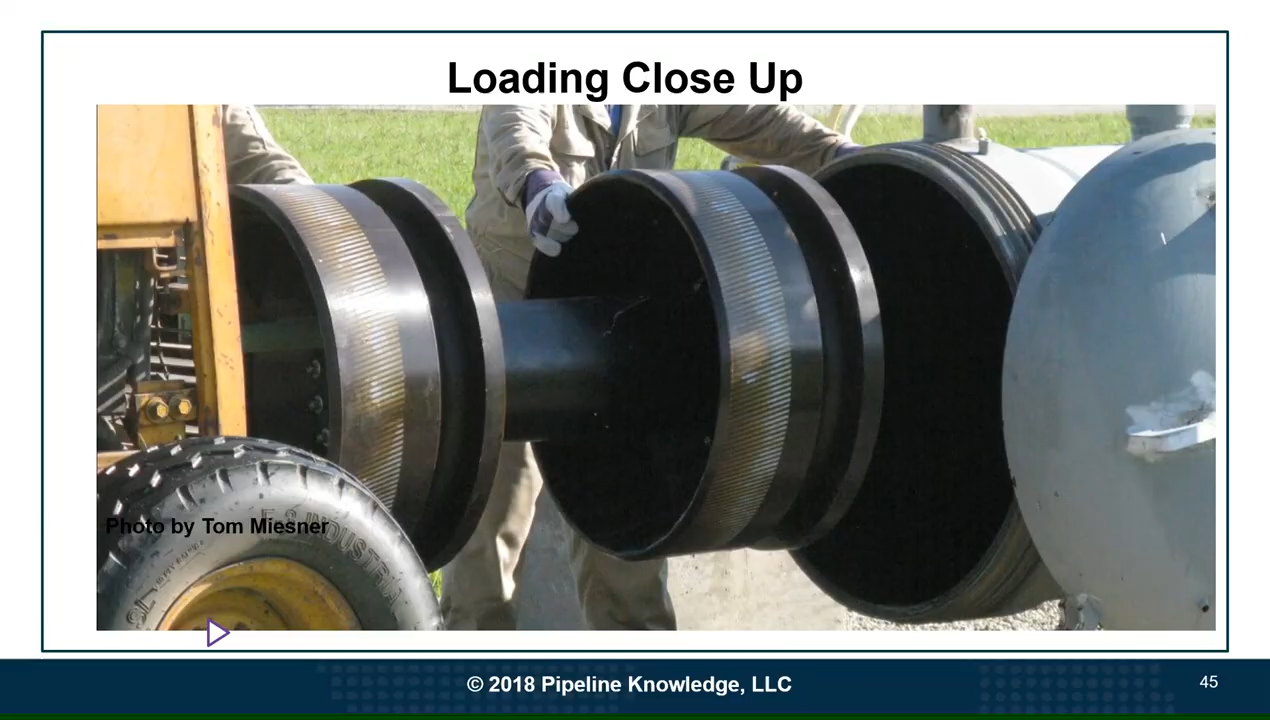 Loading Close Up
Photo by Tom Miesner
© 2018 Pipeline Knowledge, LLC
45